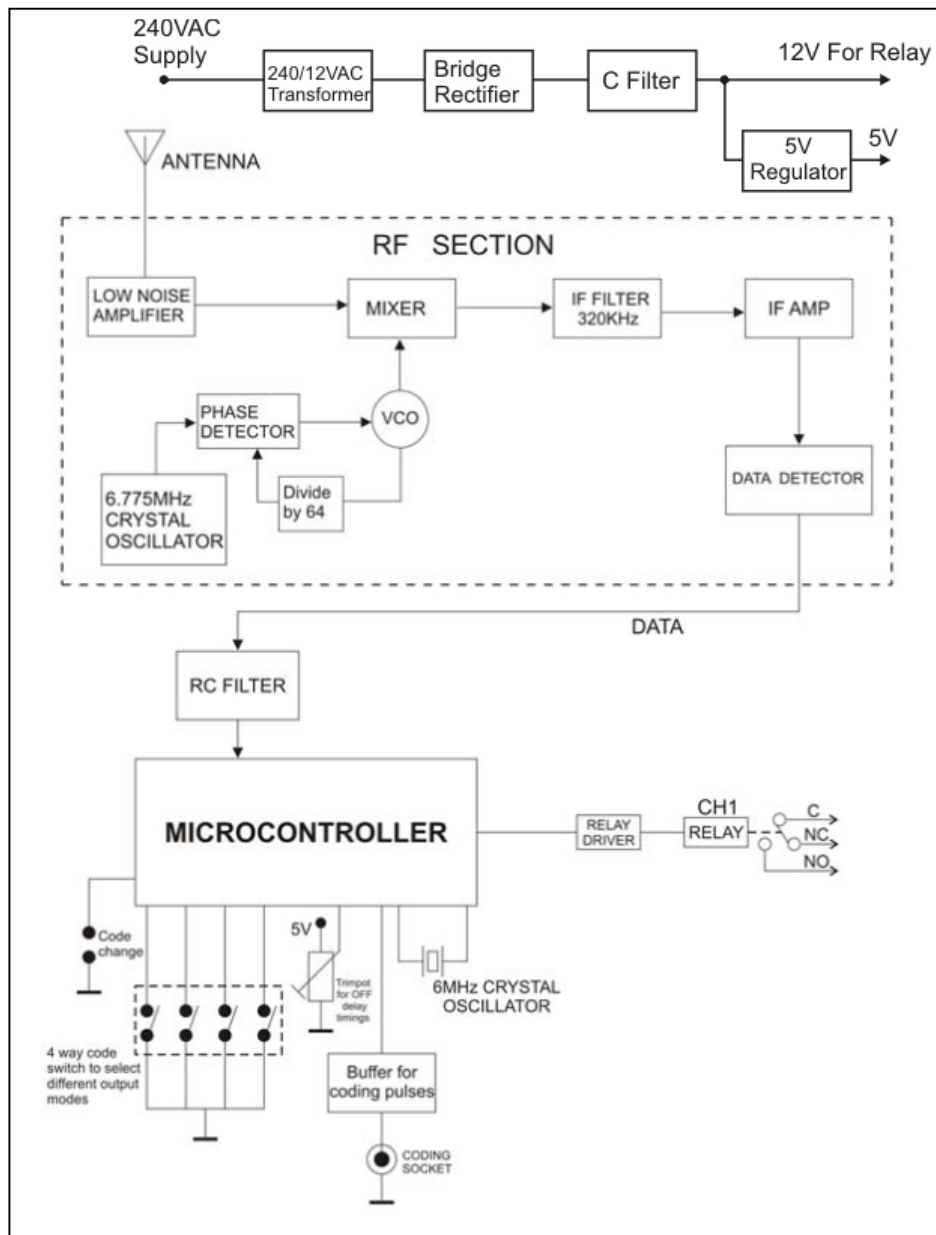 240VAC
Supply
240/12VAC
Transformer
Bridge
Rectifier
C Filter
12V For Relay
5V
Regulator
5V
ANTENNA
RF SECTION
LOW NOISE
AMPLIFIER
MIXER
IF FILTER
320KHz
IF AMP
PHASE
DETECTOR
VCO
6.775MHz
CRYSTAL
OSCILLATOR
Divide
by 64
DATA DETECTOR
DATA
RC FILTER
MICROCONTROLLER
RELAY
DRIVER
CH1
RELAY
C
NC
NO
Code
change
5V
Trimpot
for OFF
delay
timings
6MHz CRYSTAL
OSCILLATOR
4 way code
switch to select
different output
modes
Buffer for
coding pulses
CODING
SOCKET